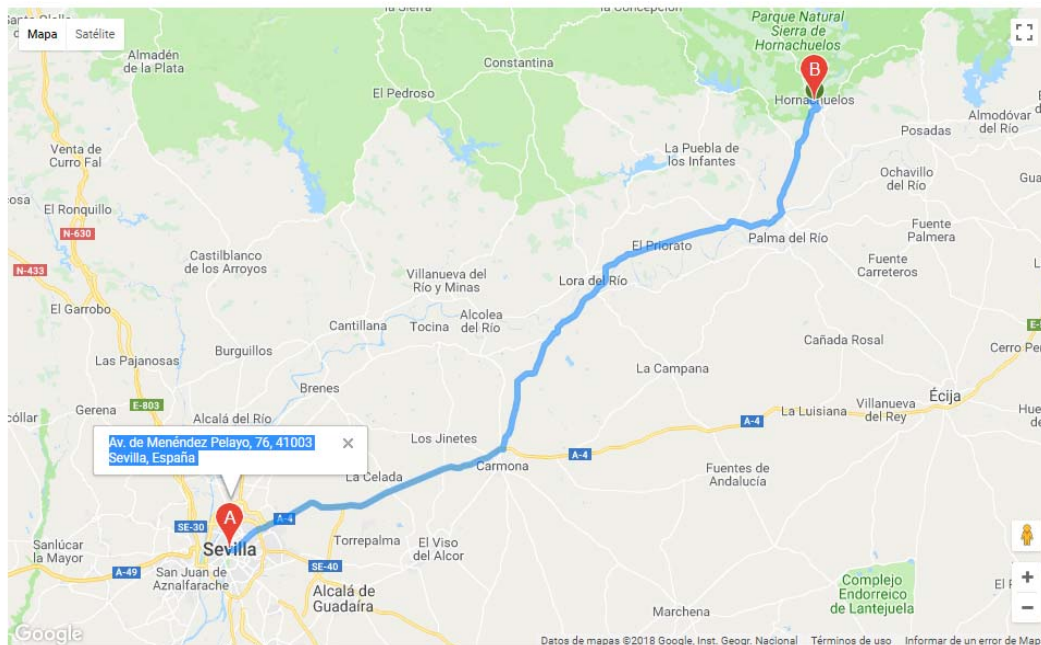 Mapa
Satélite
la Sierra
la Concepción
Parque Natural
Sierra de
Hornachuelos
Almadén
de la Plata
Constantina
El Pedroso
B
Hornachuelos
Posadas
Almodóvar
del Río
Venta de
Curro Fal
La Puebla de
los Infantes
Ochavillo
del Río
El Ronquillo
N-630
Fuente
Palmera
El Priorato
Palma del Río
Castilblanco
de los Arroyos
N-433
Villanueva del
Río y Minas
Lora del Río
Fuente
Carreteros
El Garrobo
Cantillana
Tocina
Alcolea
del Río
Las Pajanosas
Burguillos
Cañada Rosal
La Campana
Brenes
E-803
Gerena
Alcalá del Río
La Luisiana
Villanueva
del Rey
Écija
A-4
Av. de Menéndez Pelayo, 76, 41003
Sevilla, España
Los Jinetes
Carmona
A-4
La Celada
Fuentes de
Andalucía
A
A-4
SE-30
Sevilla
Torrepalma
El Viso
del Alcor
Sanlúcar
la Mayor
A-49
San Juan de
Aznalfarache
SE-40
Alcalá de
Guadaíra
Complejo
Endorreico
de Lantejuela
Marchena
Google
Datos de mapas ©2018 Google, Inst. Geogr. Nacional
Términos de uso
Informar de un error de Map